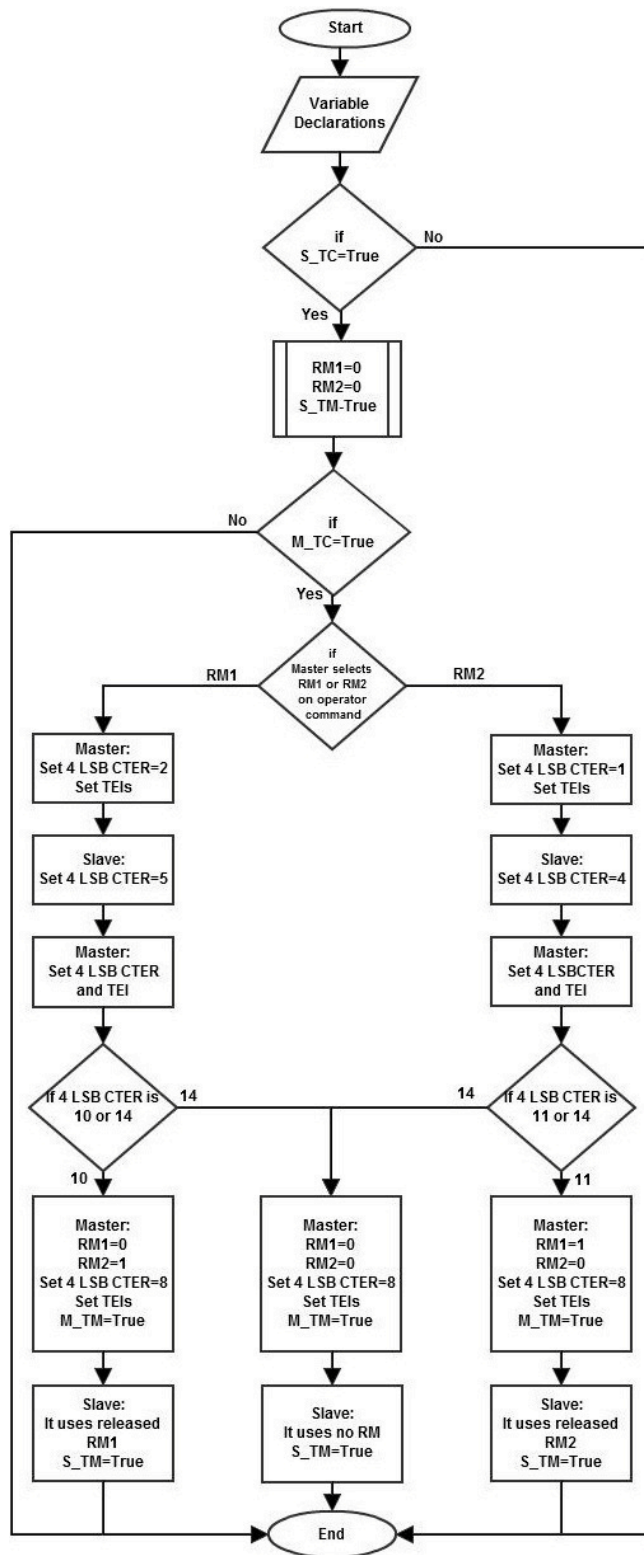 Start
Variable
Declarations
if
S_TC=True
No
Yes
RM1=0
RM2=0
S_TM-True
No
if
M_TC=True
Yes
if
Master selects
RM1 or RM2
on operator
command
RM1
RM2
Master:
Set 4 LSB CTER=2
Set TEIs
Master:
Set 4 LSB CTER=1
Set TEIs
Slave:
Set 4 LSB CTER=5
Slave:
Set 4 LSB CTER=4
Master:
Set 4 LSB CTER
and TEI
Master:
Set 4 LSBCTER
and TEI
If 4 LSB CTER is
10 or 14
14
14
If 4 LSB CTER is
11 or 14
10
11
Master:
RM1=0
RM2=1
Set 4 LSB CTER=8
Set TEIs
M_TM=True
Master:
RM1=0
RM2=0
Set 4 LSB CTER=8
Set TEIs
M_TM=True
Master:
RM1=1
RM2=0
Set 4 LSB CTER=8
Set TEIs
M_TM=True
Slave:
It uses released
RM1
S_TM=True
Slave:
It uses no RM
S_TM=True
Slave:
It uses released
RM2
S_TM=True
End